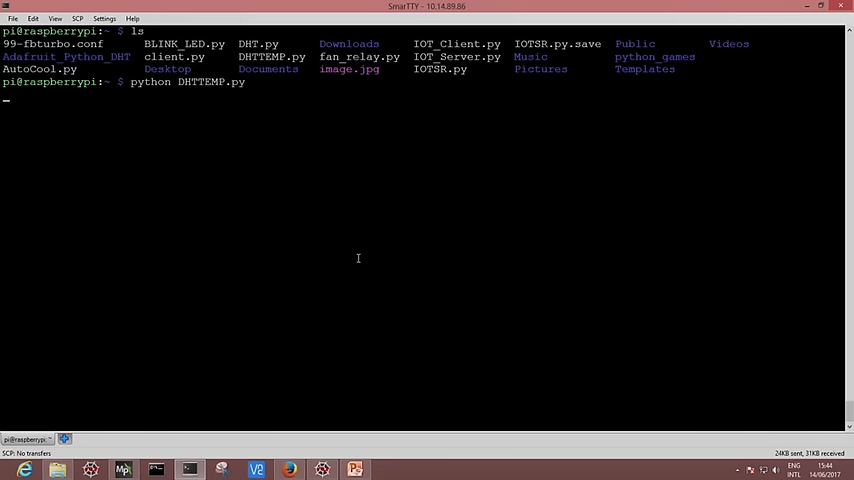 SmarTTY - 10.14.89.86
File Edit View SCP Settings Help
pi@raspberrypi:~ $ ls
99-fbturbo.conf BLINK_LED.py DHT.py Downloads IOT_Client.py IOTSR.py.save Public Videos
Adafruit_Python_DHT client.py DHTTEMP.py fan_relay.py IOT_Server.py Music python_games
AutoCool.py Desktop Documents image.jpg IOTSR.py Pictures Templates
pi@raspberrypi:~ $ python DHTTEMP.py
pi@raspberrypi: ~
SCP: No transfers 24KB sent, 31KB received
ENG 15:44
INTL 14/06/2017